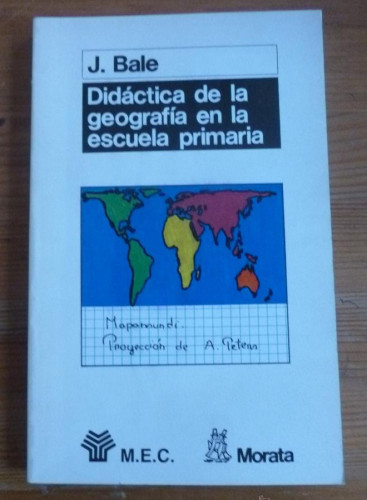 J. Bale
Didáctica de la
geografía en la
escuela primaria
Mapamundi.
Proyección de A. Peters
M.E.C.
Morata